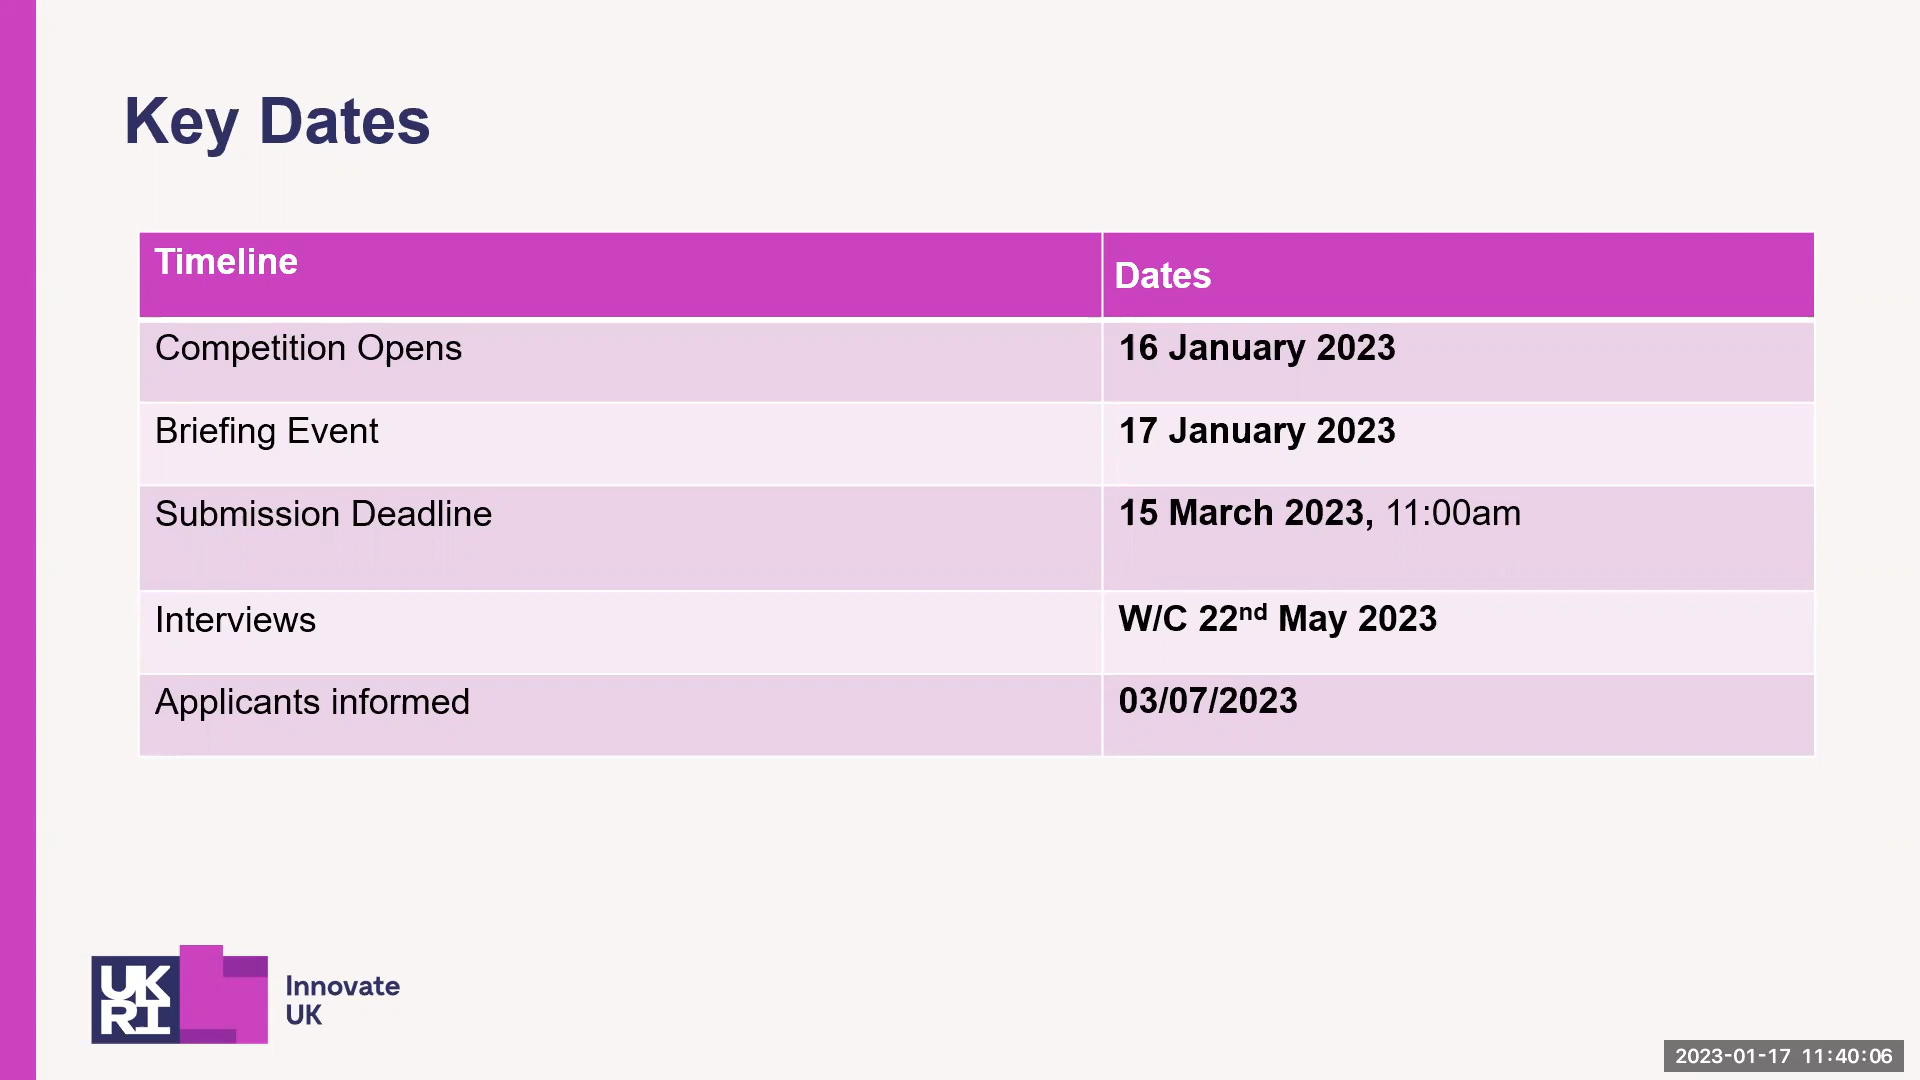 Key Dates
Timeline
Dates
Competition Opens
16 January 2023
Briefing Event
17 January 2023
Submission Deadline
15 March 2023, 11:00am
Interviews
W/C 22nd May 2023
Applicants informed
03/07/2023
UK
RI
Innovate
UK
2023-01-17 11:40:06